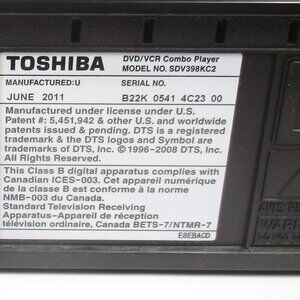 TOSHIBA
DVD/VCR Combo Player
MODEL NO. SDV398KC2
MANUFACTURED:U
JUNE 2011
B22K 0541 4C23 00
Manufactured under license under U.S.
Patent #: 5,451,942 & other U.S. and worldwide
patents issued & pending. DTS is a registered
trademark & the DTS logos and Symbol are
trademarks of DTS, Inc. ©1996-2008 DTS, Inc.
All Rights Reserved.
This Class B digital apparatus complies with
Canadian ICES-003. Cet appareil numérique
de la classe B est conforme à la norme
NMB-003 du Canada.
Standard Television Receiving
Apparatus-Appareil de réception
télévision ordinaire, Canada BETS-7/NTMR-7
E8EBACD